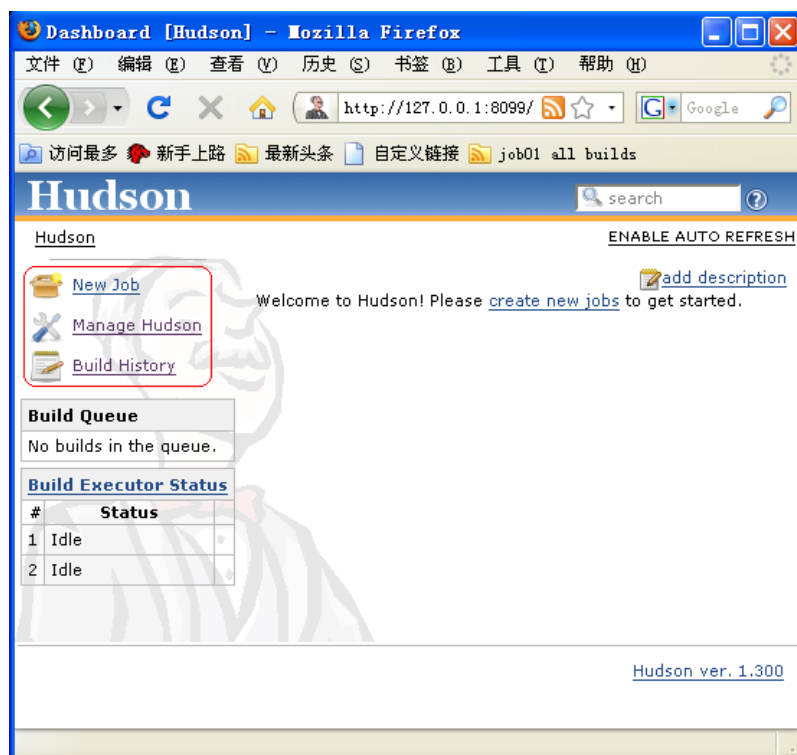 Dashboard [Hudson] - Mozilla Firefox
文件 (F) 编辑 (E) 查看 (V) 历史 (S) 书签 (B) 工具 (T) 帮助 (H)
http://127.0.0.1:8099/ G Google
访问最多 新手上路 最新头条 自定义链接 job01 all builds
Hudson search ?
Hudson ENABLE AUTO REFRESH
New Job
add description
Welcome to Hudson! Please create new jobs to get started.
Manage Hudson
Build History
Build Queue
No builds in the queue.
Build Executor Status
# Status
1 Idle
2 Idle
Hudson ver. 1.300